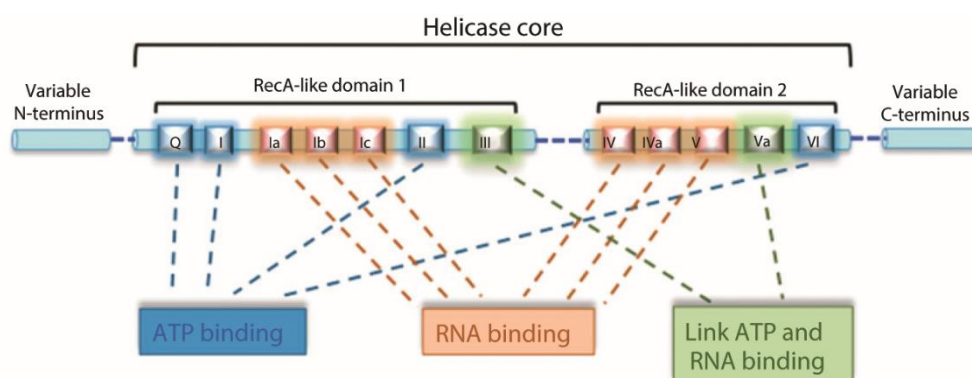 Helicase core
Variable
N-terminus
RecA-like domain 1
RecA-like domain 2
Variable
C-terminus
Q I Ia Ib Ic II III IV IVa V Va VI
ATP binding
RNA binding
Link ATP and
RNA binding